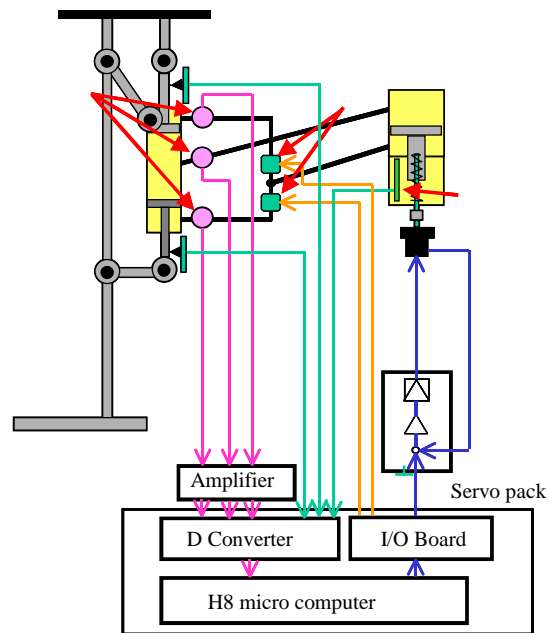 Amplifier
Servo pack
D Converter
I/O Board
H8 micro computer